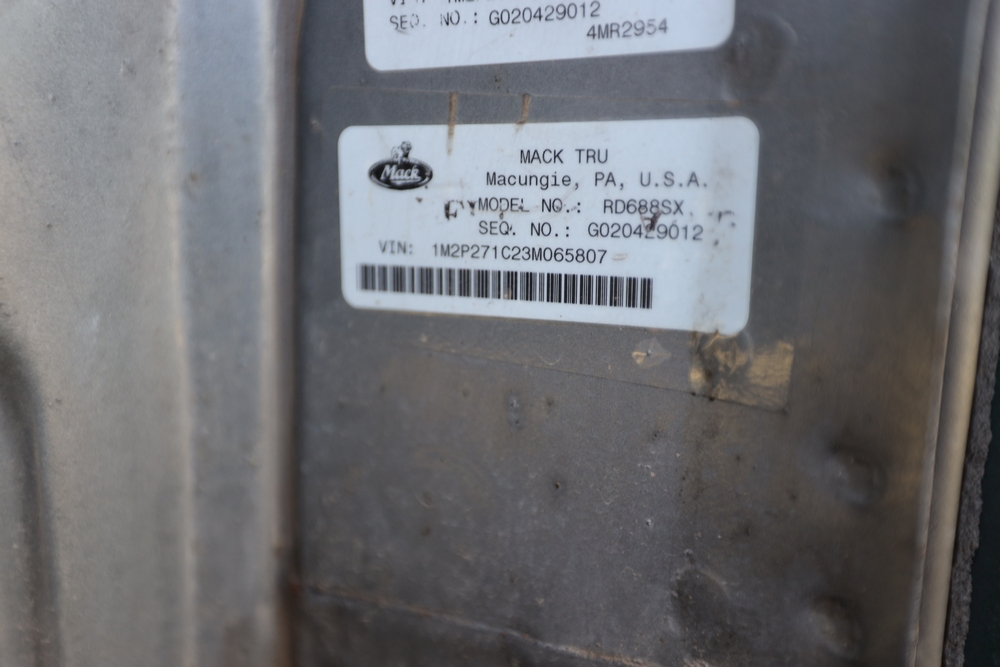 SEQ. NO.: G020429012
4MR2954
Mack
MACK TRU
Macungie, PA, U.S.A.
MODEL NO.: RD688SX
SEQ. NO.: G020429012
VIN: 1M2P271C23M065807